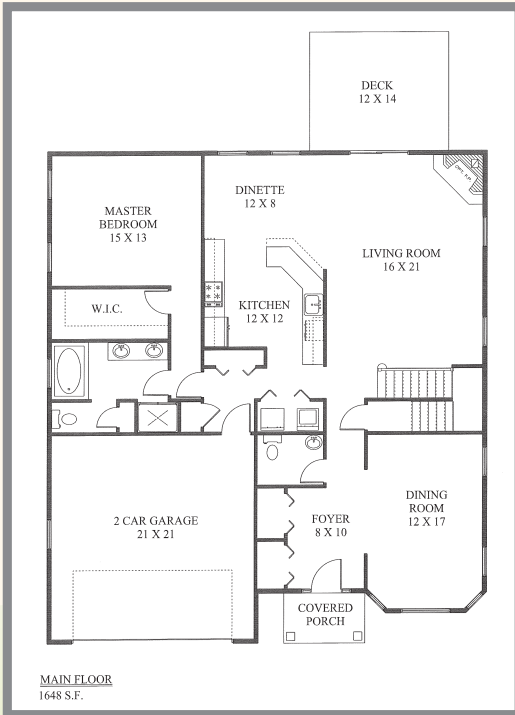 DECK
12 X 14
DINETTE
12 X 8
OPT. F.P.
MASTER
BEDROOM
15 X 13
LIVING ROOM
16 X 21
W.I.C.
KITCHEN
12 X 12
2 CAR GARAGE
21 X 21
FOYER
8 X 10
DINING
ROOM
12 X 17
COVERED
PORCH
MAIN FLOOR
1648 S.F.